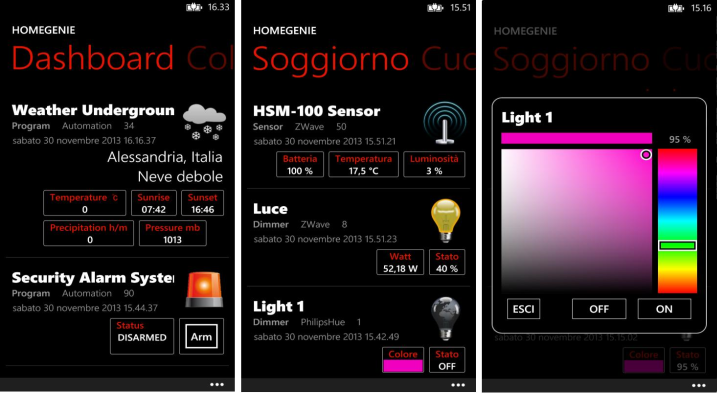 16.33
HOMEGENIE
Dashboard Col
Weather Undergroun
Program Automation 34
sabato 30 novembre 2013 16.16.37
Alessandria, Italia
Neve debole
Temperature °C Sunrise Sunset
0 07:42 16:46
Precipitation h/m Pressure mb
0 1013
Security Alarm Syste
Program Automation 90
sabato 30 novembre 2013 15.44.37
Status
DISARMED Arm
15.51
HOMEGENIE
Soggiorno Cuc
HSM-100 Sensor
Sensor ZWave 50
sabato 30 novembre 2013 15.51.21
Batteria Temperatura Luminosità
100 % 17,5 °C 3 %
Luce
Dimmer ZWave 8
sabato 30 novembre 2013 15.51.23
Watt Stato
52,18 W 40 %
Light 1
Dimmer PhilipsHue 1
sabato 30 novembre 2013 15.42.49
Colore Stato
OFF
15.16
HOMEGENIE
Soggiorno Cuc
Light 1
95 %
ESCI OFF ON
sabato 30 novembre 2013 15.15.02
Colore Stato
95 %